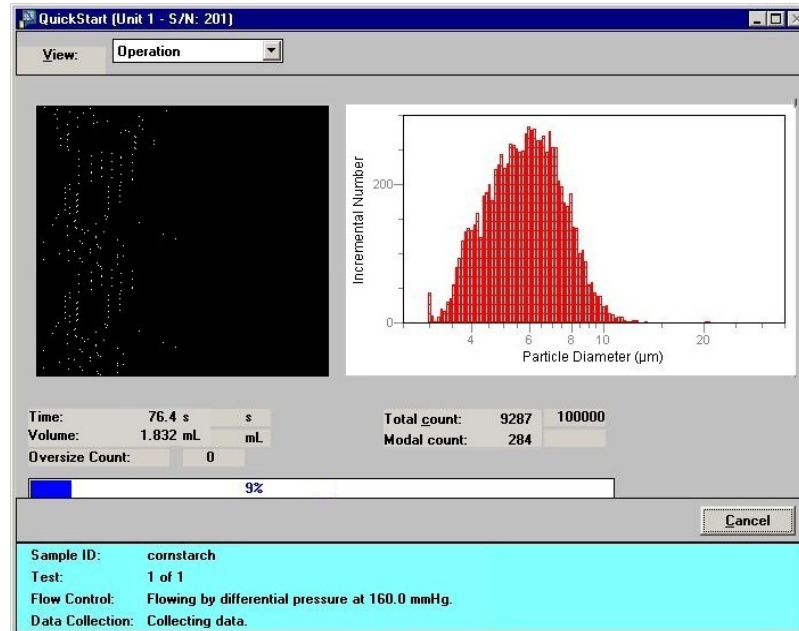 QuickStart (Unit 1 - S/N: 201)
View: Operation
Incremental Number
200
0
4 6 8 10 20
Particle Diameter (µm)
Time: 76.4 s s
Volume: 1.832 mL mL
Oversize Count: 0
Total count: 9287 100000
Modal count: 284
9%
Cancel
Sample ID: cornstarch
Test: 1 of 1
Flow Control: Flowing by differential pressure at 160.0 mmHg.
Data Collection: Collecting data.